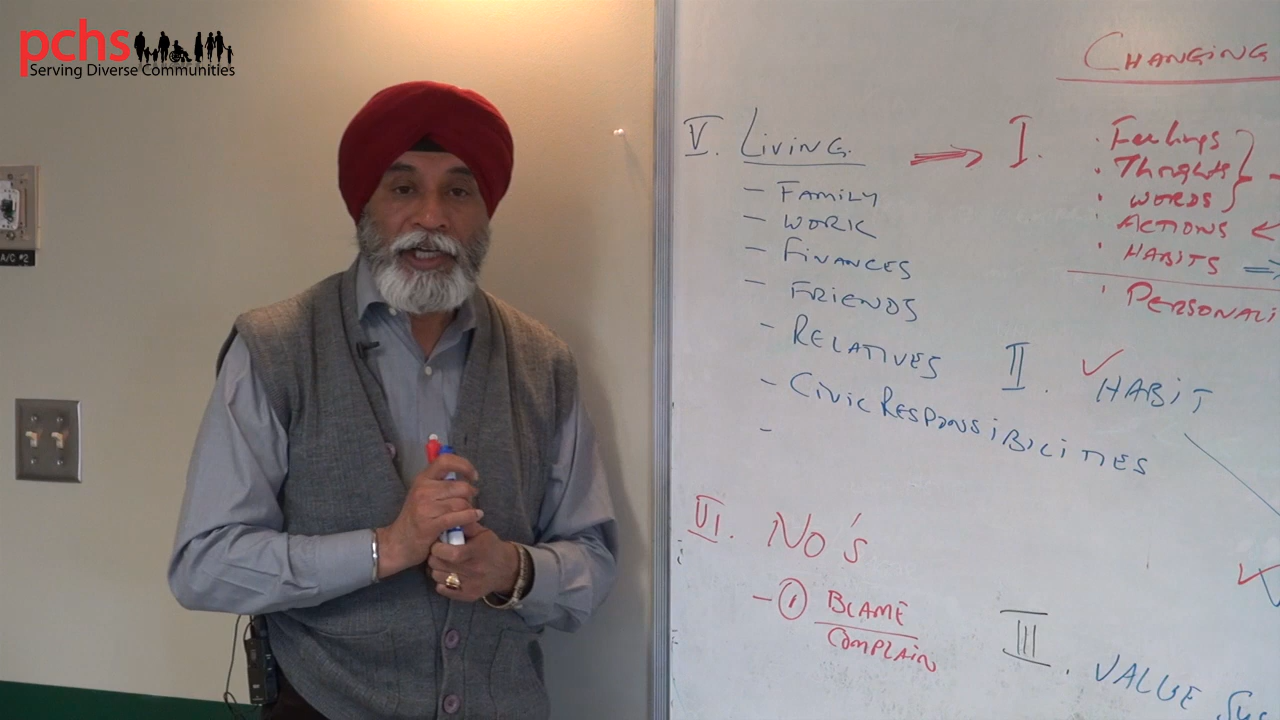 pchs
Serving Diverse Communities
A/C #2
CHANGING
V. LIVING
- FAMILY
- WORK
- FINANCES
- FRIENDS
- RELATIVES
- CIVIC RESPONSIBILITIES
-
I.
. Feelings
. Thoughts
. WORDS
. ACTIONS
. HABITS
. PERSONALI
II. HABIT
VI. NO's
- 1 BLAME
COMPLAIN
III. VALUE